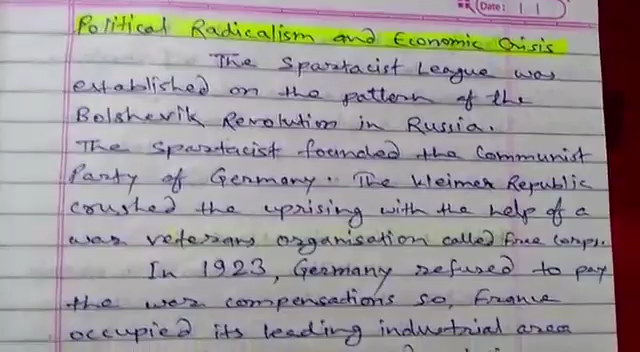 Date: | |
Political Radicalism and Economic Crisis
The Spartacist League was
established on the pattern of the
Bolshevik Revolution in Russia.
The Spartacist founded the Communist
Party of Germany. The Weimer Republic
crushed the uprising with the help of a
war veterans organisation called Free Corps.
In 1923, Germany refused to pay
the war compensations so, France
occupied its leading industrial area